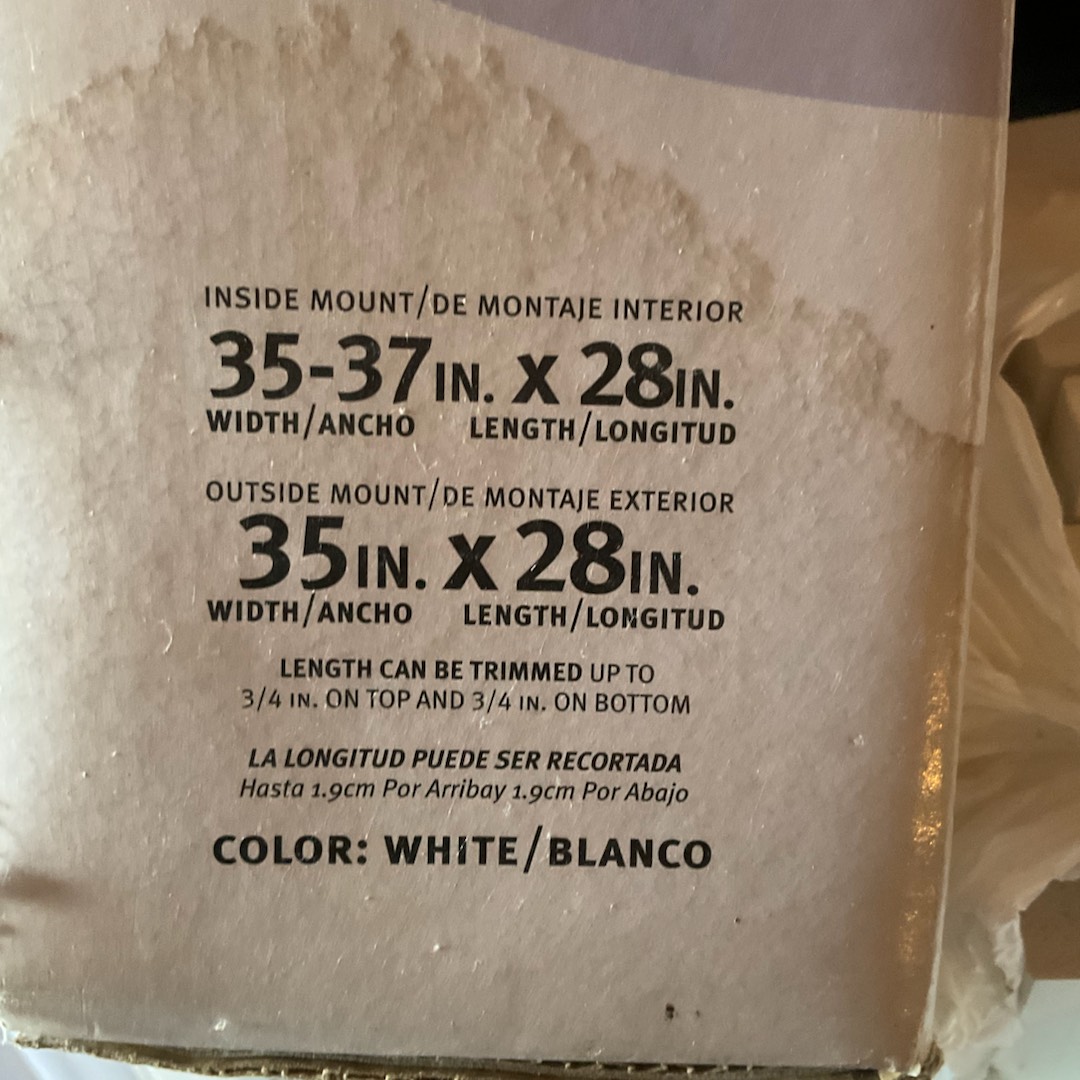 INSIDE MOUNT/DE MONTAJE INTERIOR
35-37IN. X 28IN.
WIDTH/ANCHO LENGTH/LONGITUD
OUTSIDE MOUNT/DE MONTAJE EXTERIOR
35IN. X 28IN.
WIDTH/ANCHO LENGTH/LONGITUD
LENGTH CAN BE TRIMMED UP TO
3/4 IN. ON TOP AND 3/4 IN. ON BOTTOM
LA LONGITUD PUEDE SER RECORTADA
Hasta 1.9cm Por Arribay 1.9cm Por Abajo
COLOR: WHITE/BLANCO